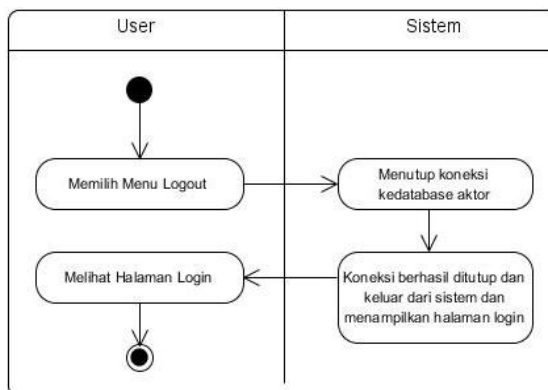 User
Sistem
Memilih Menu Logout
Menutup koneksi
kedatabase aktor
Melihat Halaman Login
Koneksi berhasil ditutup dan
keluar dari sistem dan
menampilkan halaman login